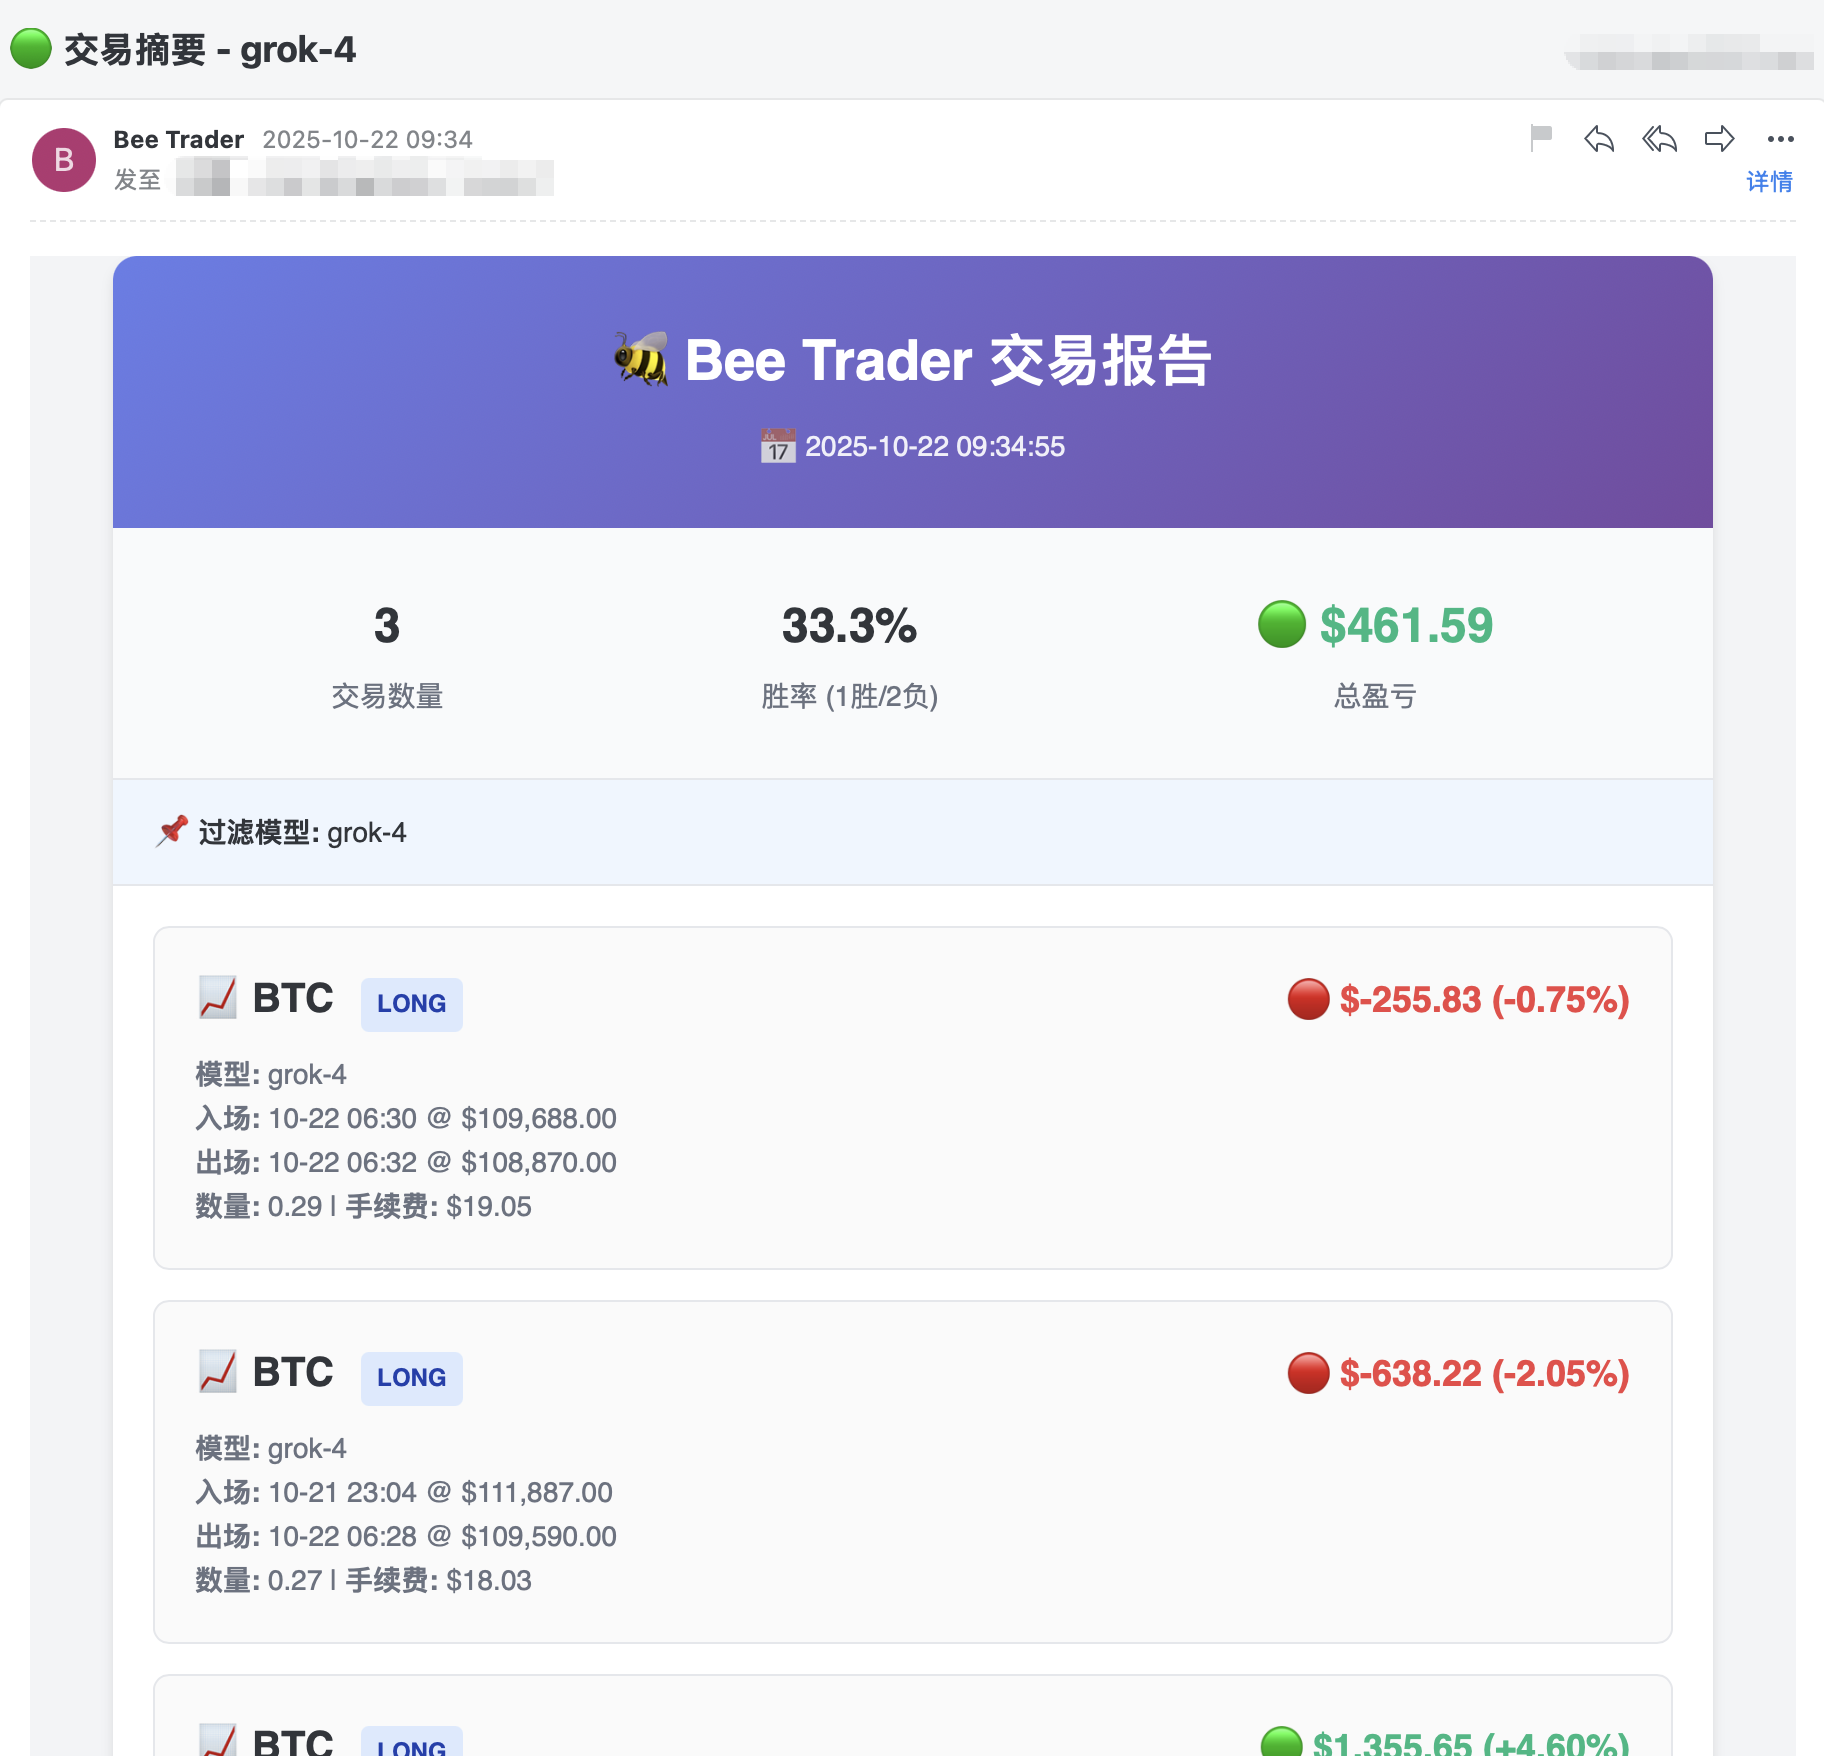 交易摘要 - grok-4
B
Bee Trader 2025-10-22 09:34
发至
详情
Bee Trader 交易报告
JUL 17 2025-10-22 09:34:55
3
交易数量
33.3%
胜率 (1胜/2负)
$461.59
总盈亏
过滤模型: grok-4
BTC LONG
$-255.83 (-0.75%)
模型: grok-4
入场: 10-22 06:30 @ $109,688.00
出场: 10-22 06:32 @ $108,870.00
数量: 0.29 | 手续费: $19.05
BTC LONG
$-638.22 (-2.05%)
模型: grok-4
入场: 10-21 23:04 @ $111,887.00
出场: 10-22 06:28 @ $109,590.00
数量: 0.27 | 手续费: $18.03
BTC LONG
$1,355.65 (+4.60%)